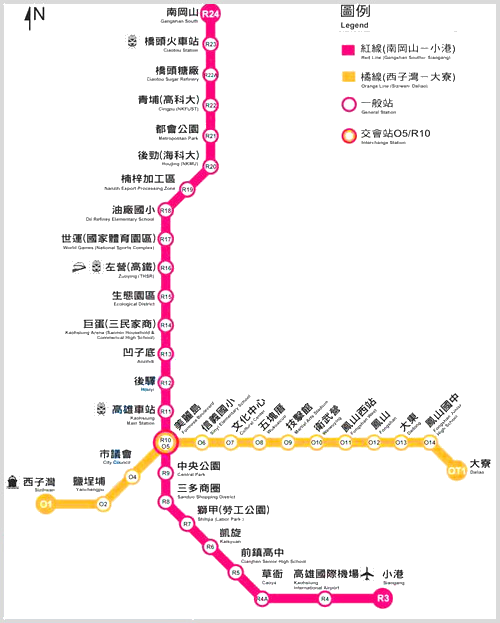 N
圖例
Legend
紅線(南岡山－小港)
Red Line (Gangshan South- Siaogang)
橘線(西子灣－大寮)
Orange Line (Sizihwan- Daliao)
一般站
General Station
交會站O5/R10
Interchange Station
南岡山
Gangshan South
R24
橋頭火車站
Ciaotou Station
R23
橋頭糖廠
Ciaotou Sugar Refinery
R22A
青埔(高科大)
Cingpu (NKFUST)
R22
都會公園
Metropolitan Park
R21
後勁(海科大)
Houjing (NKMU)
R20
楠梓加工區
Nanzih Export Processing Zone
R19
油廠國小
Oil Refinery Elementary School
R18
世運(國家體育園區)
World Games (National Sports Complex)
R17
左營(高鐵)
Zuoying (THSR)
R16
生態園區
Ecological District
R15
巨蛋(三民家商)
Kaohsiung Arena (Sanmin Household &
Commerical High School)
R14
凹子底
Aozihdi
R13
後驛
Houyi
R12
高雄車站
Kaohsiung
Main Station
R11
美麗島
Formosa Boulevard
R10
O5
信義國小
Sinyi Elementary School
O6
文化中心
Cultural Center
O7
五塊厝
Wukuaicuo
O8
技擊館
Martial Arts Stadium
O9
衛武營
Weiwuying
O10
鳳山西站
Fongshan West
O11
鳳山
Fongshan
O12
大東
Dadong
O13
鳳山國中
Fongshan Junior
High School
O14
大寮
Daliao
OT1
市議會
City Council
O4
鹽埕埔
Yanchengpu
O2
西子灣
Sizihwan
O1
中央公園
Central Park
R9
三多商圈
Sanduo Shopping District
R8
獅甲(勞工公園)
Shihjia (Labor Park)
R7
凱旋
Kaisyuan
R6
前鎮高中
Cianjhen Senior High School
R5
草衙
Caoya
R4A
高雄國際機場
Kaohsiung
International Airport
R4
小港
Siaogang
R3